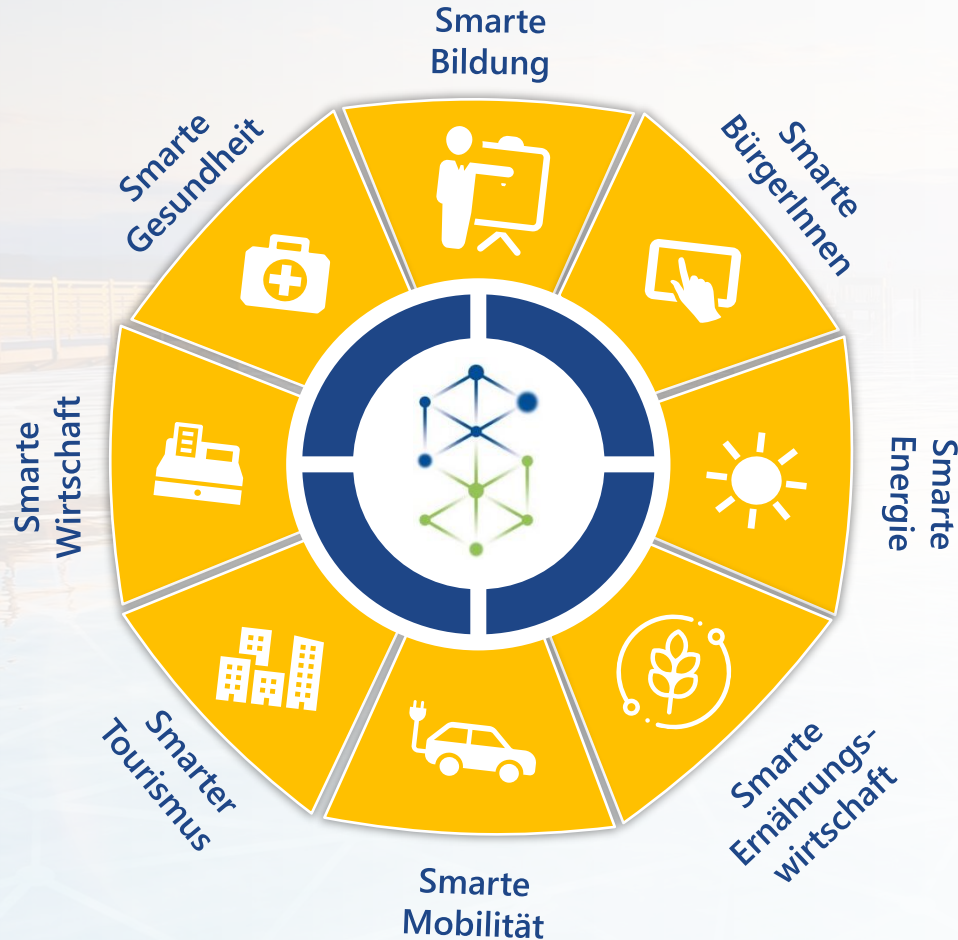 Smarte
Bildung
Smarte
BürgerInnen
Smarte
Energie
Smarte
Ernährungs-
wirtschaft
Smarte
Mobilität
Smarter
Tourismus
Smarte
Wirtschaft
Smarte
Gesundheit